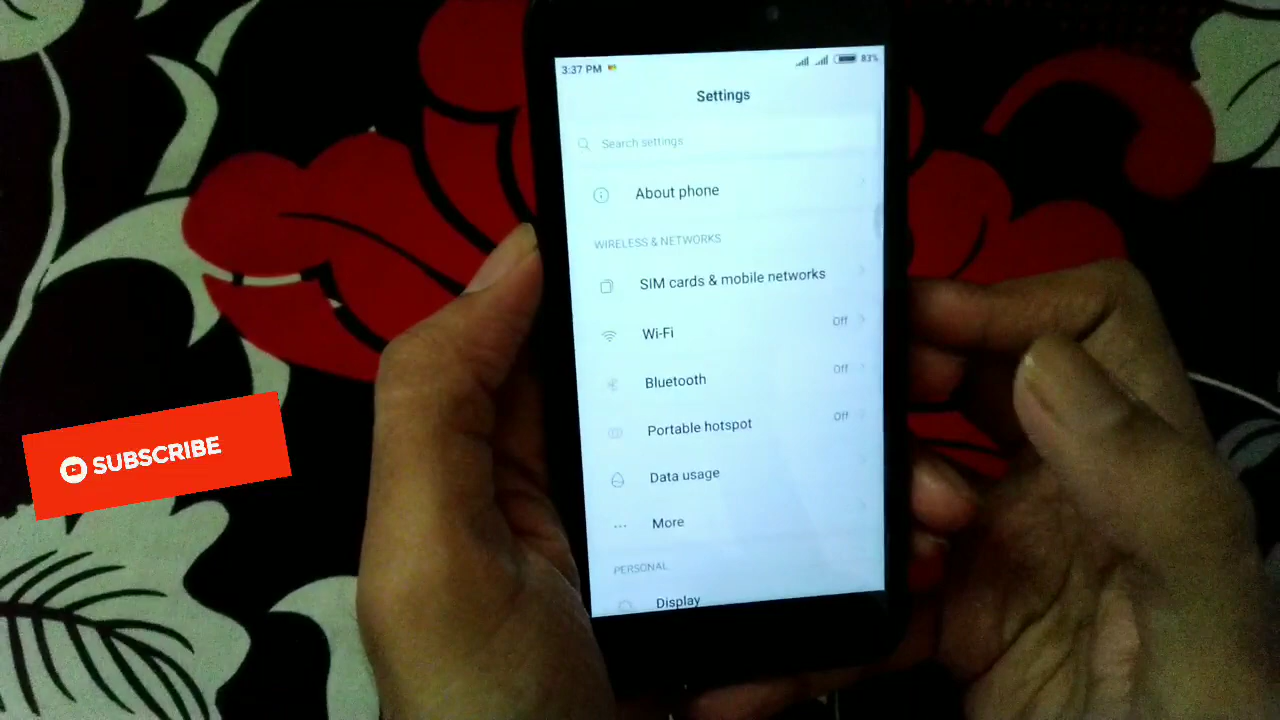 3:37 PM
83%
Settings
Search settings
About phone
WIRELESS & NETWORKS
SIM cards & mobile networks
Wi-Fi Off
Bluetooth Off
Portable hotspot Off
Data usage
More
PERSONAL
Display
SUBSCRIBE